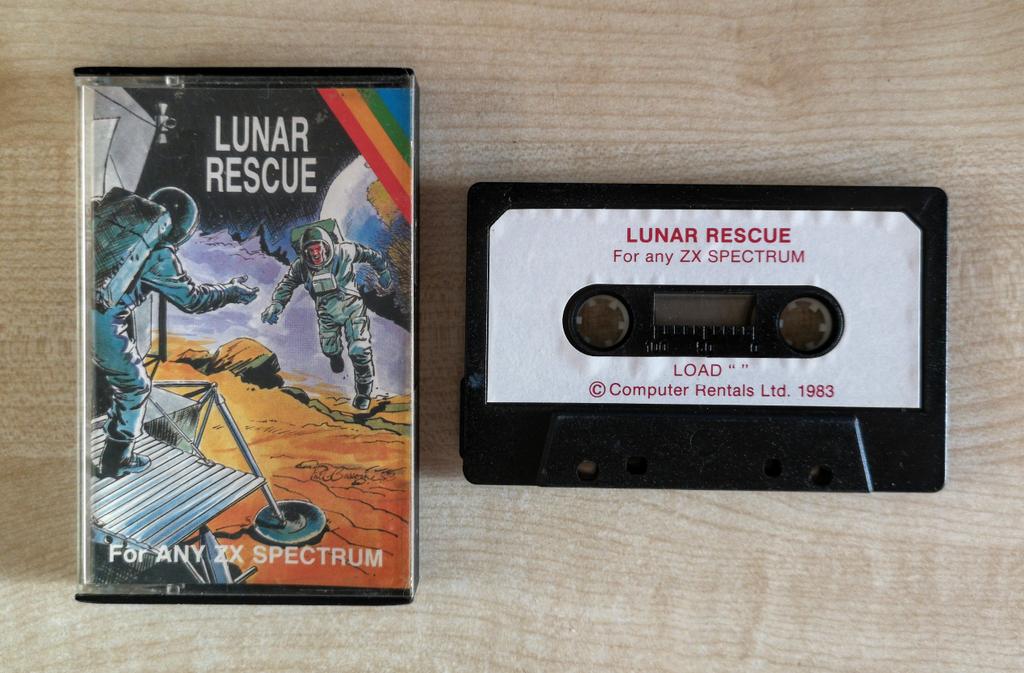 LUNAR
RESCUE
For ANY ZX SPECTRUM
LUNAR RESCUE
For any ZX SPECTRUM
LOAD “ ”
© Computer Rentals Ltd. 1983